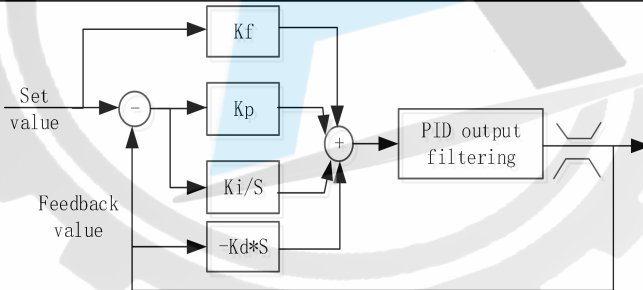 Kf
Set
value
-
Kp
+
PID output
filtering
Ki/S
Feedback
value
-Kd*S